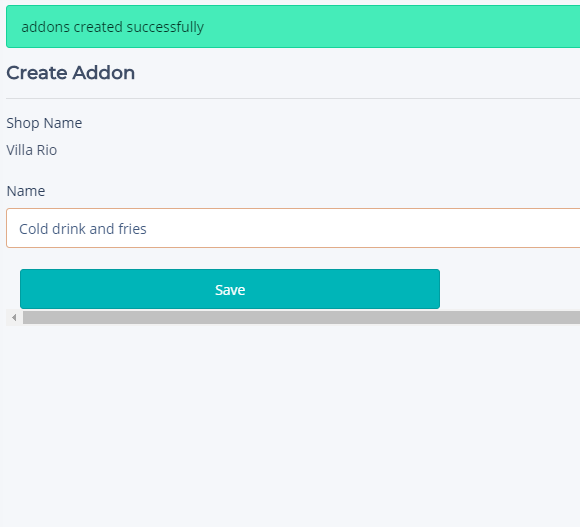 addons created successfully
Create Addon
Shop Name
Villa Rio
Name
Cold drink and fries
Save